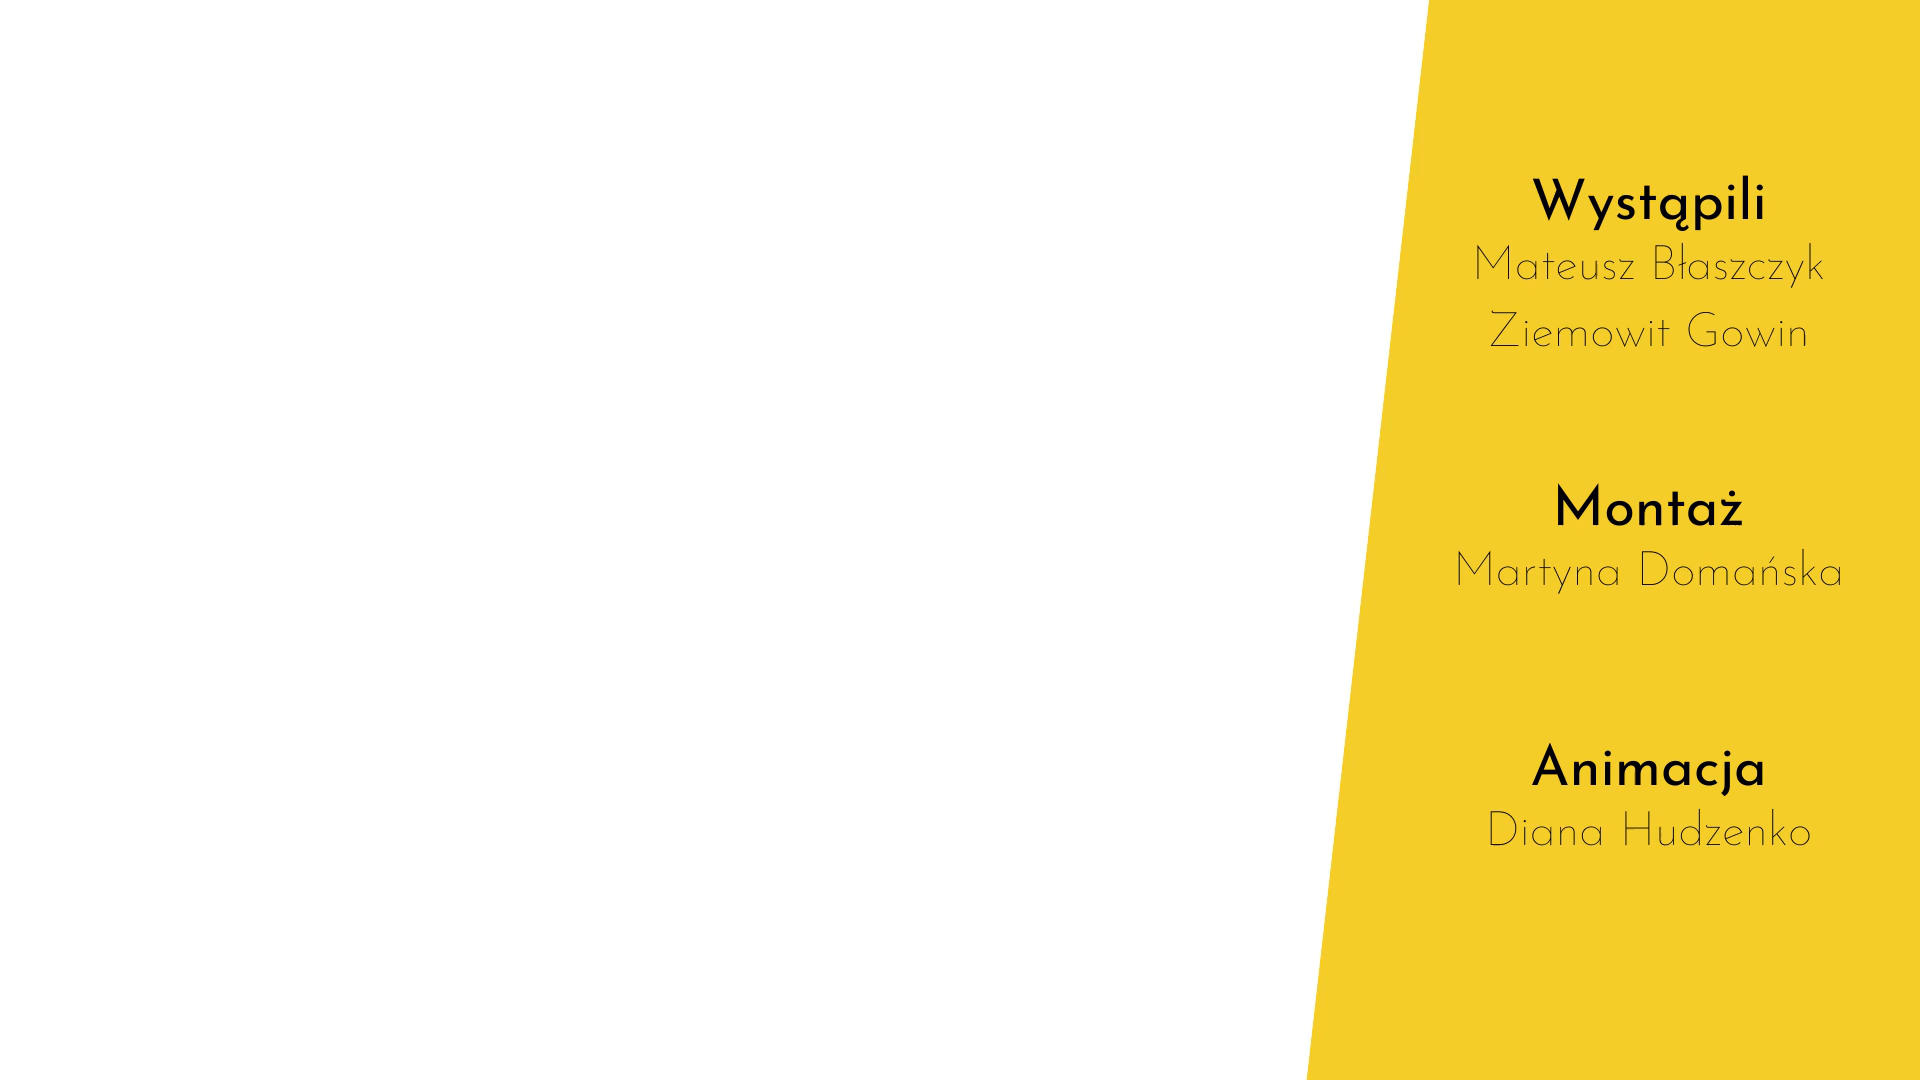 Wystąpili
Mateusz Błaszczyk
Ziemowit Gowin
Montaż
Martyna Domańska
Animacja
Diana Hudzenko